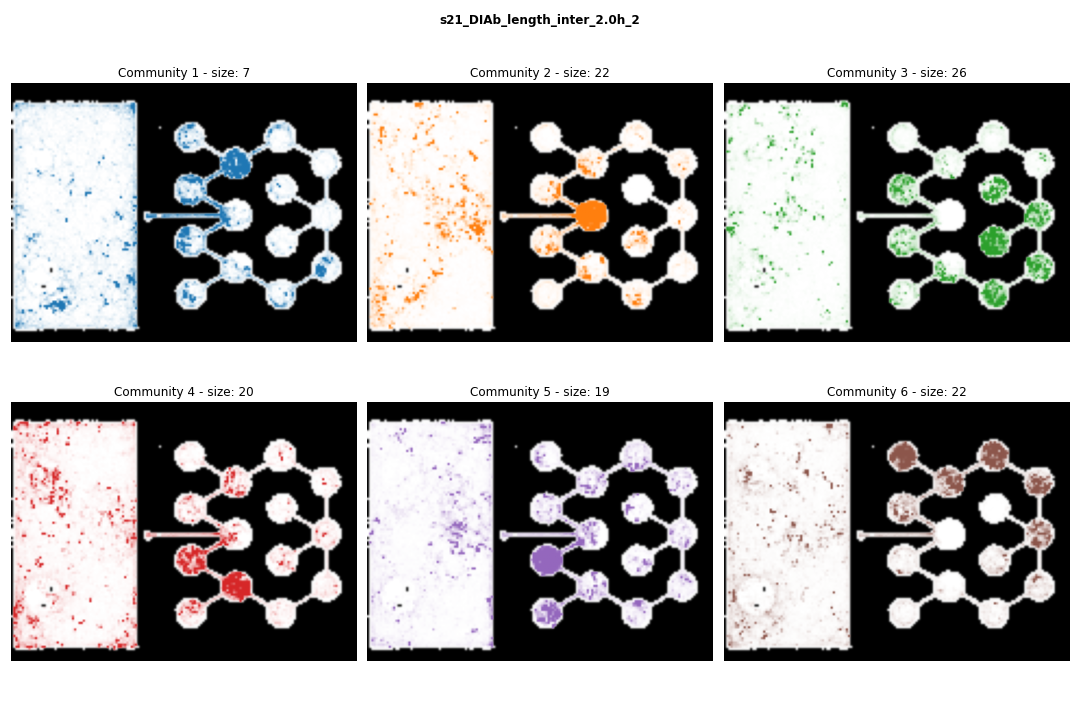 s21_DIAb_length_inter_2.0h_2
Community 1 - size: 7
Community 2 - size: 22
Community 3 - size: 26
Community 4 - size: 20
Community 5 - size: 19
Community 6 - size: 22